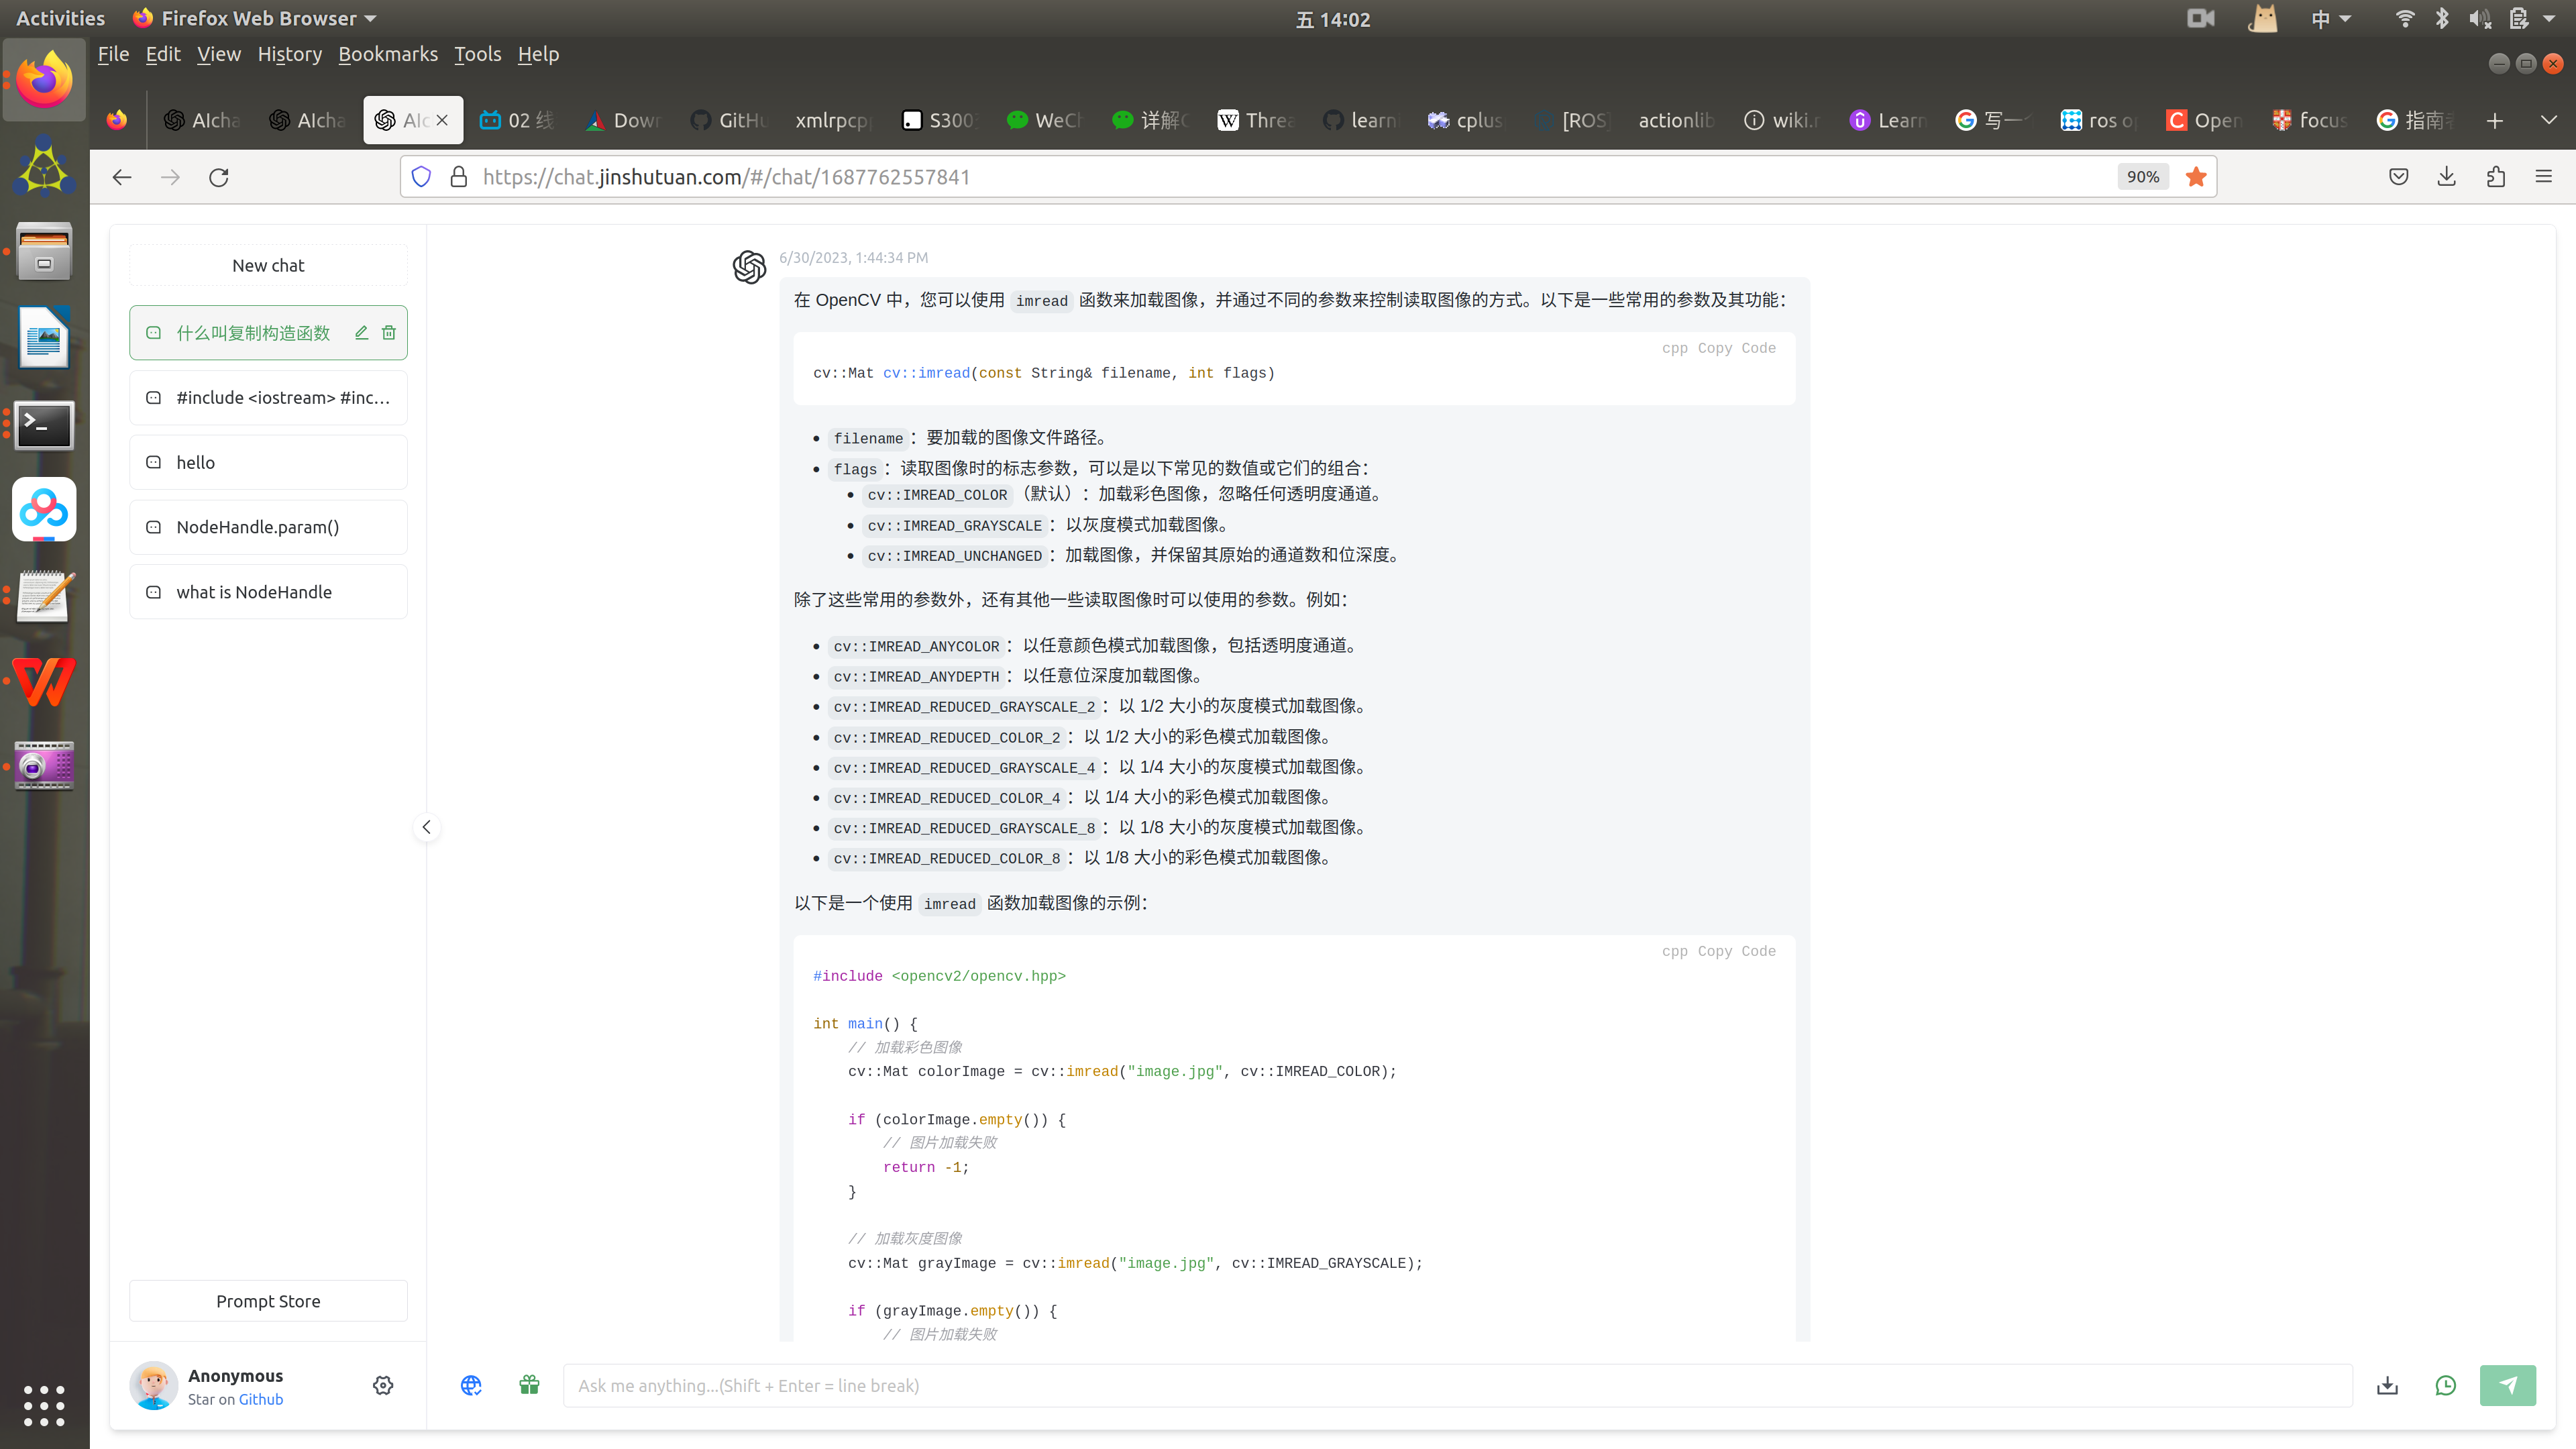 Activities
Firefox Web Browser
五 14:02
中
File Edit View History Bookmarks Tools Help
AIcha
AIcha
AIc
02 线
Down
GitHu
xmlrpcpp
S300
WeCh
详解C
Threa
learn
cplus
[ROS]
actionlib
wiki.r
Learn
写一个
ros op
Open
focus
指南者
https://chat.jinshutuan.com/#/chat/1687762557841
90%
New chat
什么叫复制构造函数
#include <iostream> #inc...
hello
NodeHandle.param()
what is NodeHandle
Prompt Store
Anonymous
Star on Github
6/30/2023, 1:44:34 PM
在 OpenCV 中，您可以使用 imread 函数来加载图像，并通过不同的参数来控制读取图像的方式。以下是一些常用的参数及其功能：
cpp Copy Code
cv::Mat cv::imread(const String& filename, int flags)
filename：要加载的图像文件路径。
flags：读取图像时的标志参数，可以是以下常见的数值或它们的组合：
cv::IMREAD_COLOR（默认）：加载彩色图像，忽略任何透明度通道。
cv::IMREAD_GRAYSCALE：以灰度模式加载图像。
cv::IMREAD_UNCHANGED：加载图像，并保留其原始的通道数和位深度。
除了这些常用的参数外，还有其他一些读取图像时可以使用的参数。例如：
cv::IMREAD_ANYCOLOR：以任意颜色模式加载图像，包括透明度通道。
cv::IMREAD_ANYDEPTH：以任意位深度加载图像。
cv::IMREAD_REDUCED_GRAYSCALE_2：以 1/2 大小的灰度模式加载图像。
cv::IMREAD_REDUCED_COLOR_2：以 1/2 大小的彩色模式加载图像。
cv::IMREAD_REDUCED_GRAYSCALE_4：以 1/4 大小的灰度模式加载图像。
cv::IMREAD_REDUCED_COLOR_4：以 1/4 大小的彩色模式加载图像。
cv::IMREAD_REDUCED_GRAYSCALE_8：以 1/8 大小的灰度模式加载图像。
cv::IMREAD_REDUCED_COLOR_8：以 1/8 大小的彩色模式加载图像。
以下是一个使用 imread 函数加载图像的示例：
cpp Copy Code
#include <opencv2/opencv.hpp>
int main() {
// 加载彩色图像
cv::Mat colorImage = cv::imread("image.jpg", cv::IMREAD_COLOR);
if (colorImage.empty()) {
// 图片加载失败
return -1;
}
// 加载灰度图像
cv::Mat grayImage = cv::imread("image.jpg", cv::IMREAD_GRAYSCALE);
if (grayImage.empty()) {
// 图片加载失败
Ask me anything...(Shift + Enter = line break)